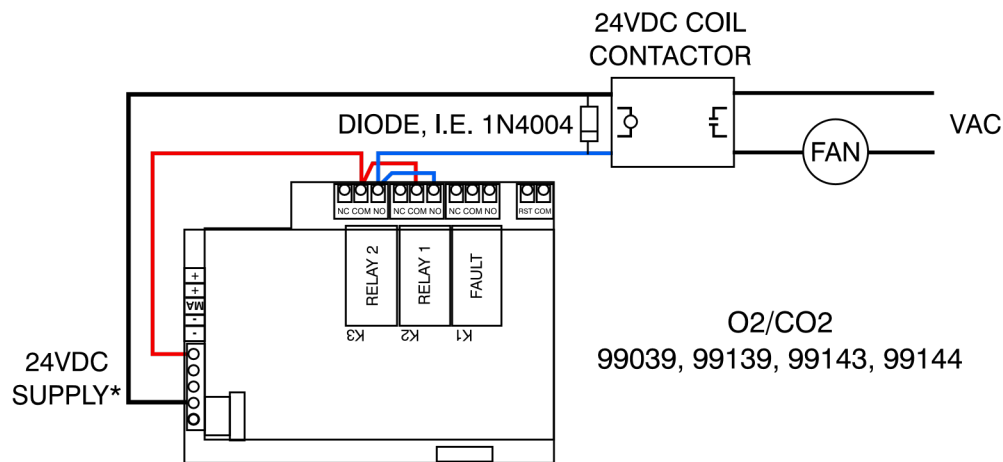 24VDC COIL
CONTACTOR
DIODE, I.E. 1N4004
VAC
FAN
NC COM NO NC COM NO NC COM NO RST COM
RELAY 2
RELAY 1
FAULT
K3
K2
K1
+
+
MA
-
-
24VDC
SUPPLY*
O2/CO2
99039, 99139, 99143, 99144